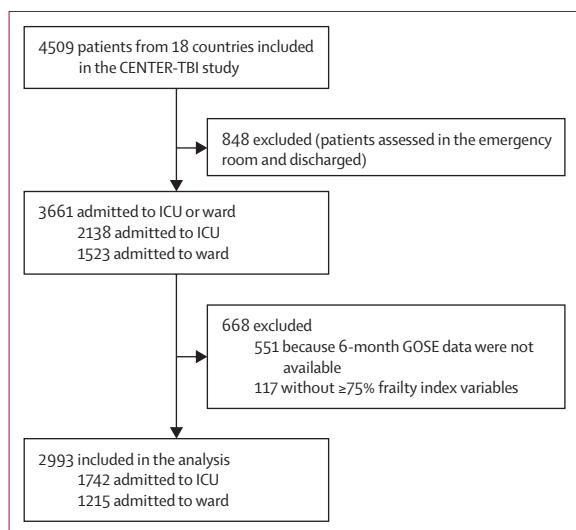 4509 patients from 18 countries included
in the CENTER-TBI study
848 excluded (patients assessed in the emergency
room and discharged)
3661 admitted to ICU or ward
2138 admitted to ICU
1523 admitted to ward
668 excluded
551 because 6-month GOSE data were not
available
117 without ≥75% frailty index variables
2993 included in the analysis
1742 admitted to ICU
1215 admitted to ward